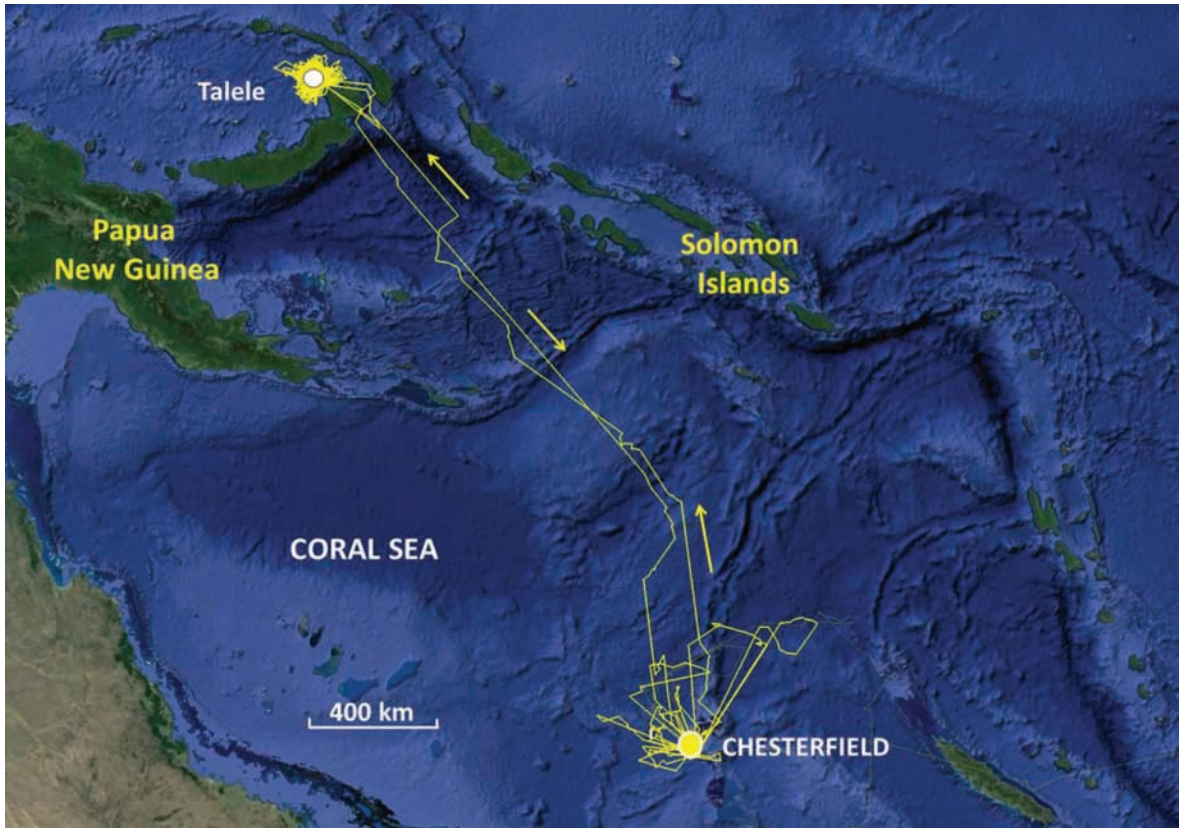 Talele
Papua
New Guinea
Solomon
Islands
CORAL SEA
400 km
CHESTERFIELD